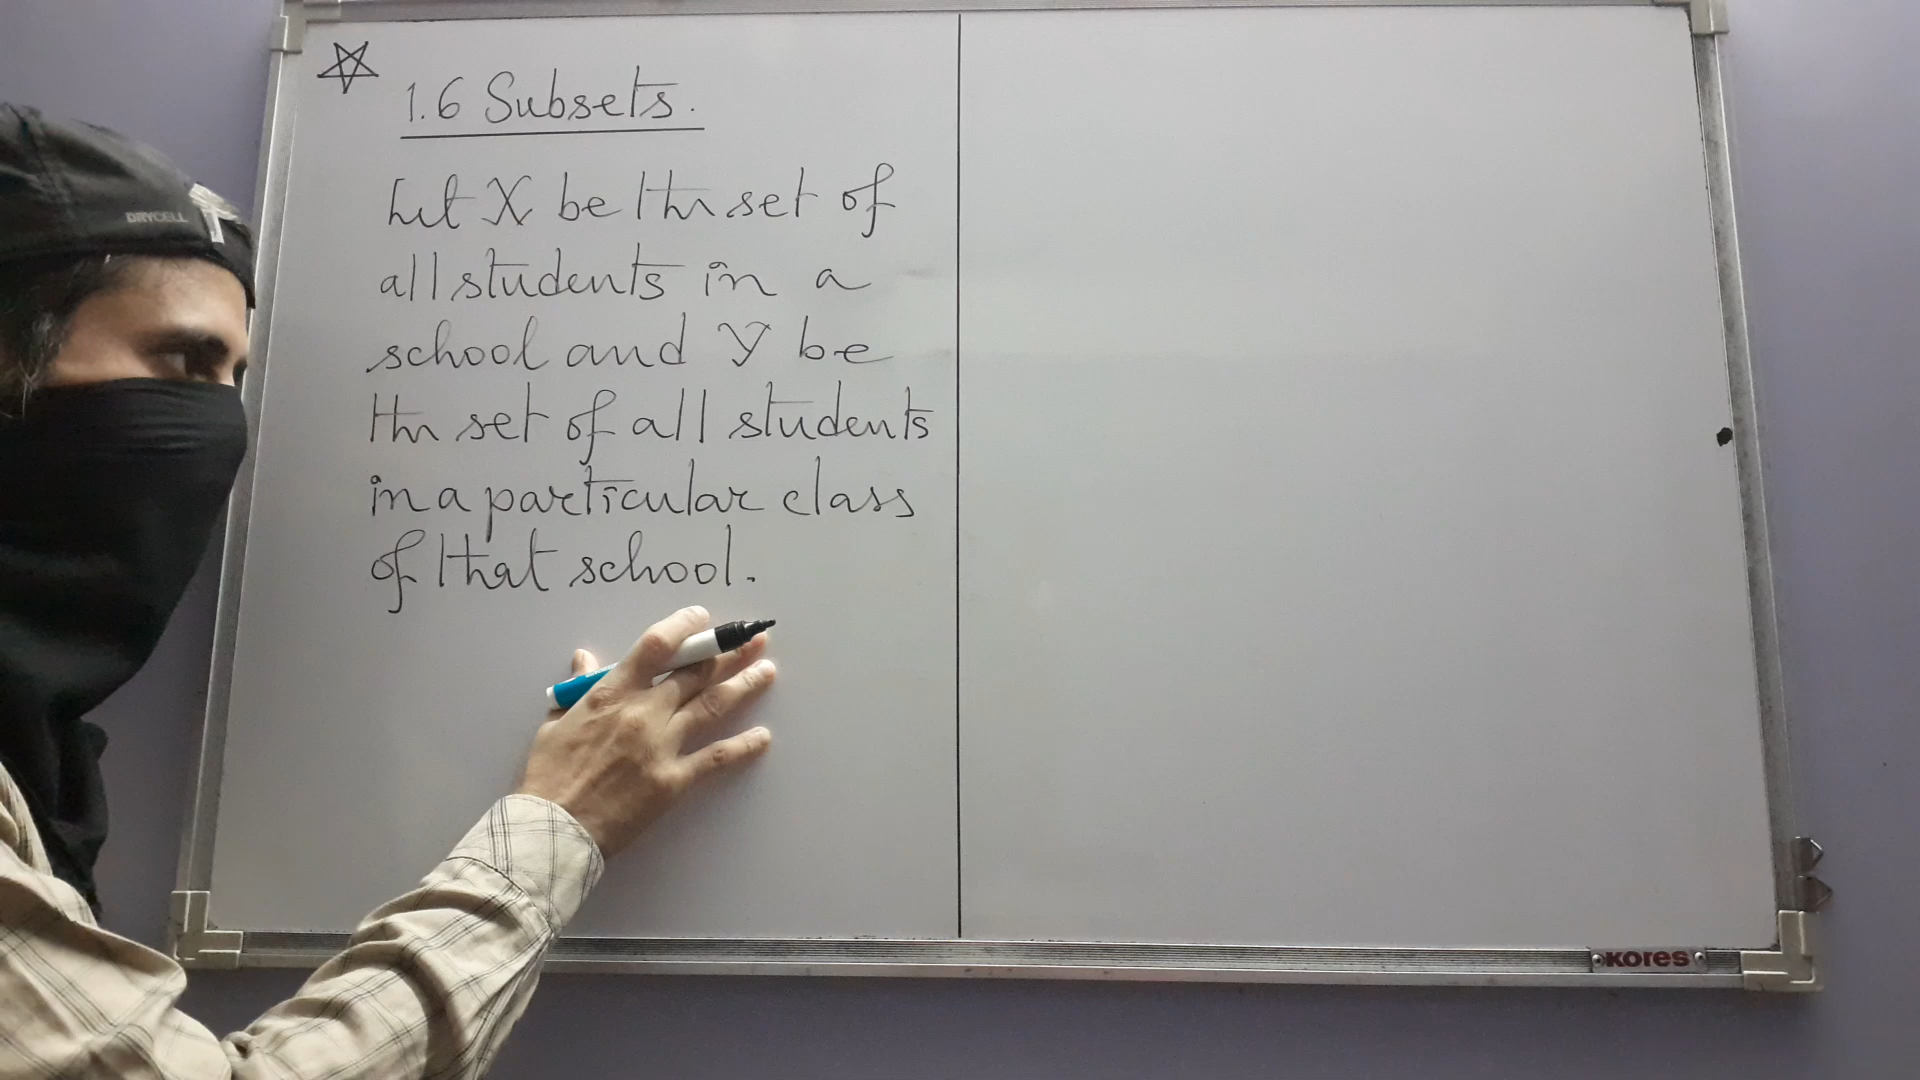 1.6 Subsets.
Let X be the set of
all students in a
school and Y be
the set of all students
in a particular class
of that school.
DRYCELL
KORES